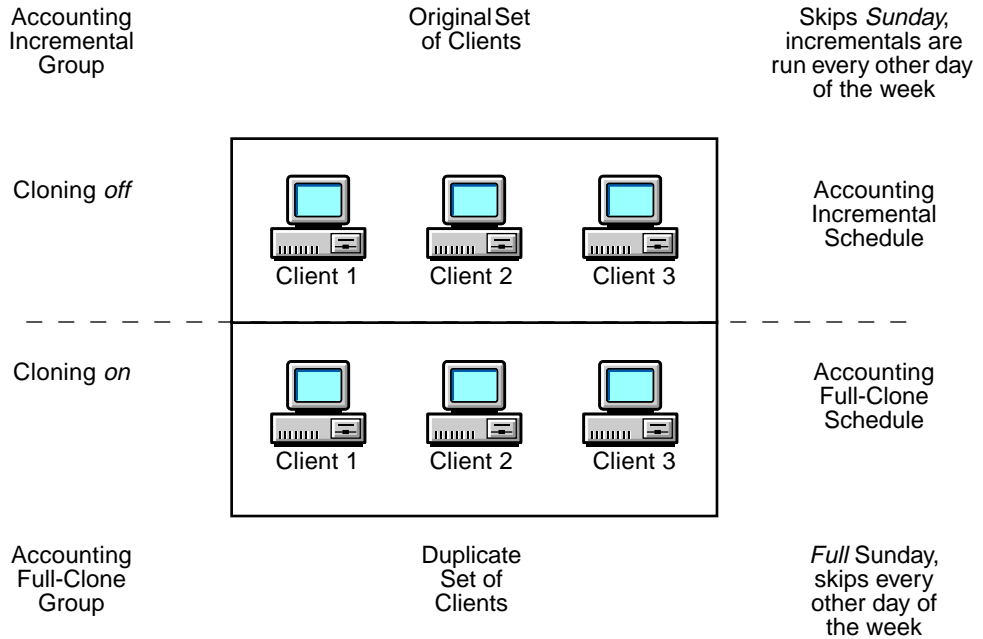 Accounting
Incremental
Group
Original Set
of Clients
Skips Sunday,
incrementals are
run every other day
of the week
Cloning off
Client 1
Client 2
Client 3
Accounting
Incremental
Schedule
Cloning on
Client 1
Client 2
Client 3
Accounting
Full-Clone
Schedule
Accounting
Full-Clone
Group
Duplicate
Set of
Clients
Full Sunday,
skips every
other day of
the week